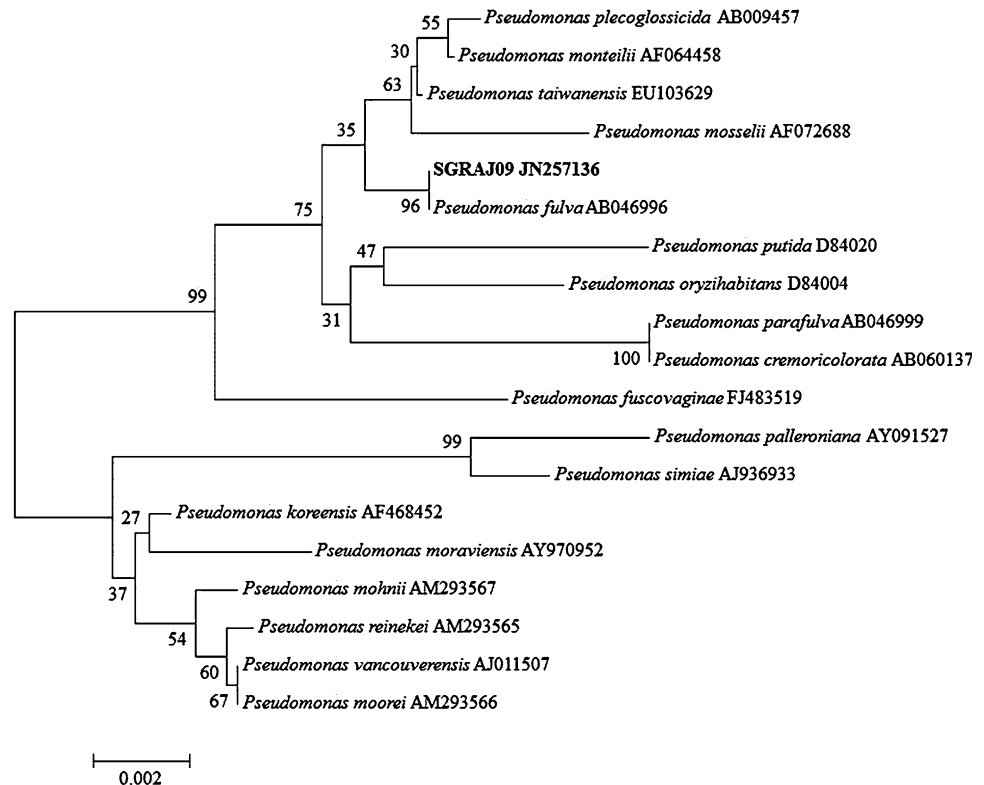 55
Pseudomonas plecoglossicida AB009457
30
Pseudomonas monteilii AF064458
63
Pseudomonas taiwanensis EU103629
35
Pseudomonas mosselii AF072688
SGRAJ09 JN257136
96
Pseudomonas fulva AB046996
75
47
Pseudomonas putida D84020
Pseudomonas oryzihabitans D84004
99
31
Pseudomonas parafulva AB046999
100
Pseudomonas cremoricolorata AB060137
Pseudomonas fuscovaginae FJ483519
99
Pseudomonas palleroniana AY091527
Pseudomonas simiae AJ936933
27
Pseudomonas koreensis AF468452
Pseudomonas moraviensis AY970952
37
Pseudomonas mohnii AM293567
54
Pseudomonas reinekei AM293565
60
Pseudomonas vancouverensis AJ011507
67
Pseudomonas moorei AM293566
0.002